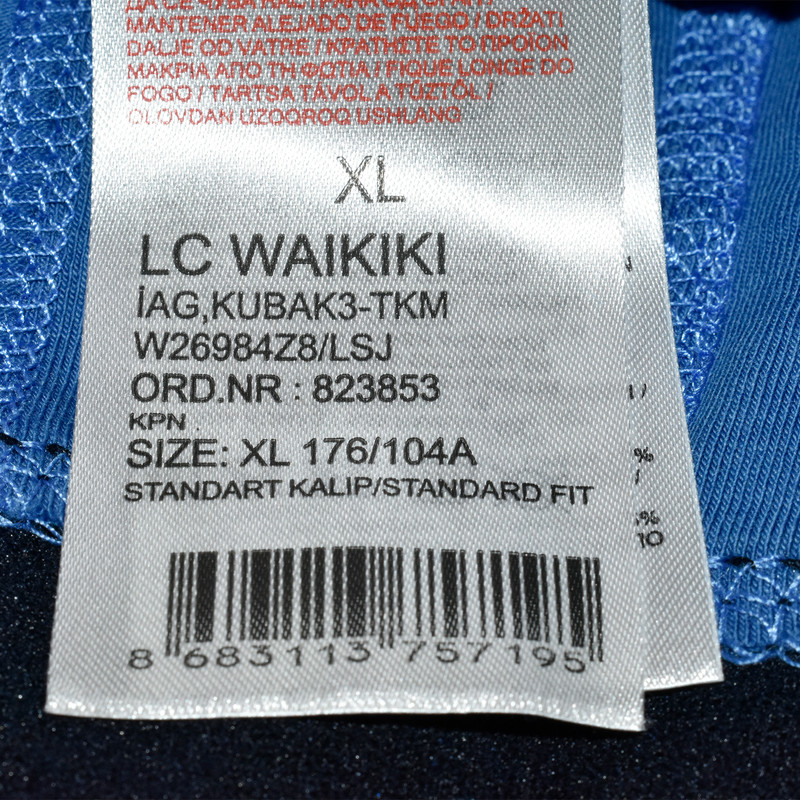 MANTENER ALEJADO DE FUEGO / DRŽATI
DALJE OD VATRE / ΚΡΑΤΗΣΤΕ ΤΟ ΠΡΟΪΟΝ
ΜΑΚΡΙΑ ΑΠΟ ΤΗ ΦΩΤΙΑ / FIQUE LONGE DO
FOGO / TARTSA TÁVOL A TŰZTŐL /
OLOVDAN UZOQROQ USHLANG
XL
LC WAIKIKI
İAG,KUBAK3-TKM
W26984Z8/LSJ
ORD.NR : 823853
KPN
SIZE: XL 176/104A
STANDART KALIP/STANDARD FIT
%
%
10
8 683113 757195